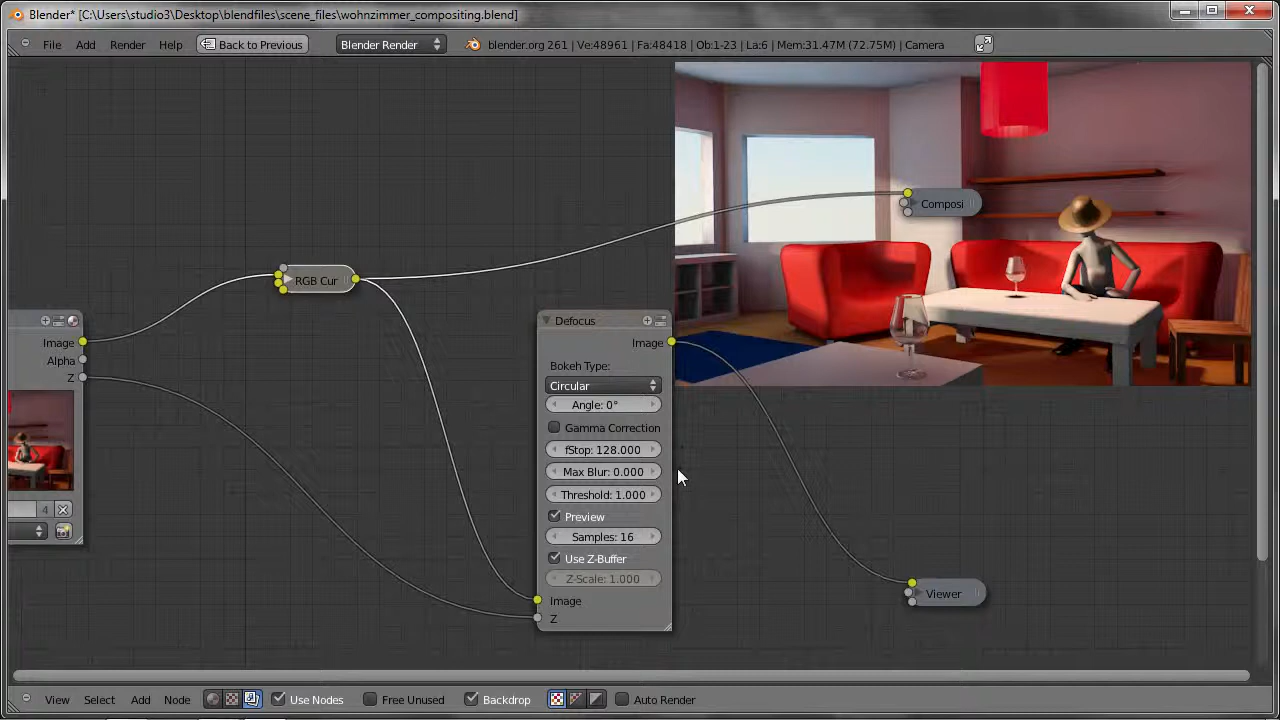 Blender* [C:\Users\studio3\Desktop\blendfiles\scene_files\wohnzimmer_compositing.blend]
File Add Render Help Back to Previous Blender Render blender.org 261 | Ve:48961 | Fa:48418 | Ob:1-23 | La:6 | Mem:31.47M (72.75M) | Camera
Composi
RGB Cur
Image
Alpha
Z
4
Defocus
Image
Bokeh Type:
Circular
Angle: 0°
Gamma Correction
fStop: 128.000
Max Blur: 0.000
Threshold: 1.000
Preview
Samples: 16
Use Z-Buffer
Z-Scale: 1.000
Image
Z
Viewer
View Select Add Node Use Nodes Free Unused Backdrop Auto Render